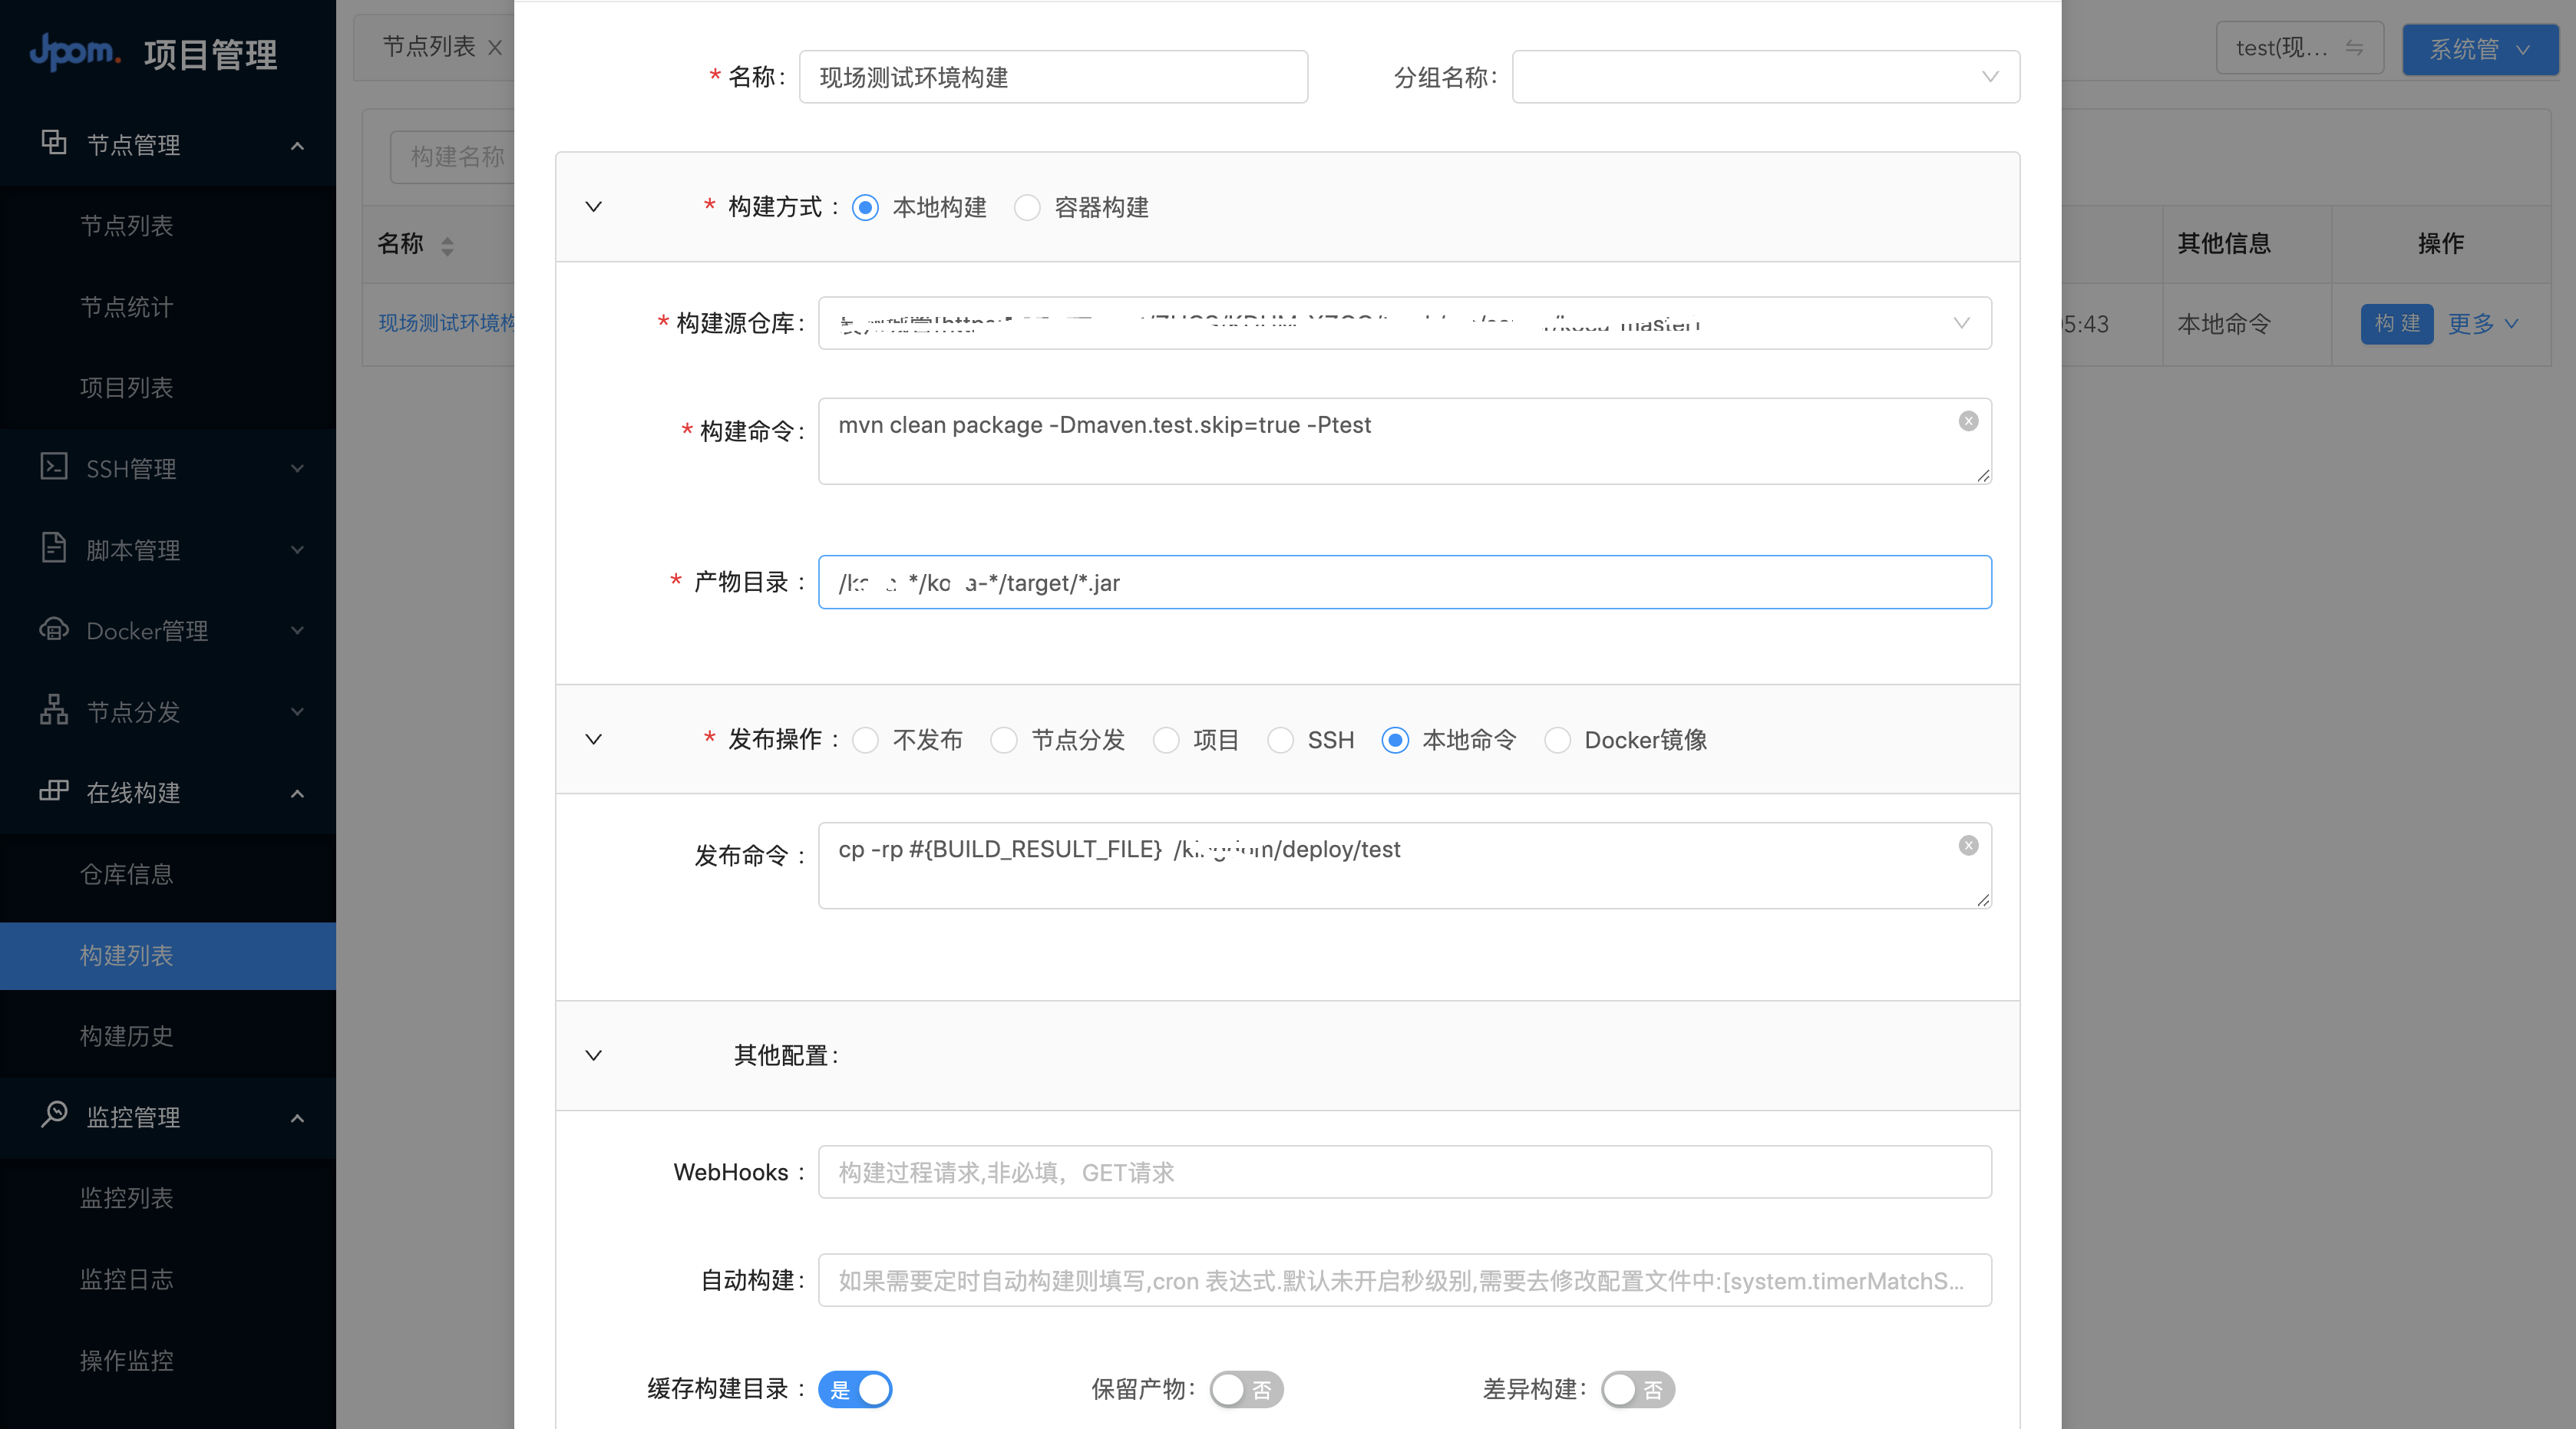 Jpom. 项目管理
节点管理
节点列表
节点统计
项目列表
SSH管理
脚本管理
Docker管理
节点分发
在线构建
仓库信息
构建列表
构建历史
监控管理
监控列表
监控日志
操作监控
节点列表
test(现...
系统管
构建名称
名称
其他信息
操作
现场测试环境构
5:43
本地命令
构 建
更多
* 名称:
现场测试环境构建
分组名称:
* 构建方式 :
本地构建
容器构建
* 构建源仓库:
* 构建命令:
mvn clean package -Dmaven.test.skip=true -Ptest
* 产物目录 :
*/target/*.jar
* 发布操作 :
不发布
节点分发
项目
SSH
本地命令
Docker镜像
发布命令 :
cp -rp #{BUILD_RESULT_FILE} /deploy/test
其他配置:
WebHooks :
构建过程请求,非必填，GET请求
自动构建:
如果需要定时自动构建则填写,cron 表达式.默认未开启秒级别,需要去修改配置文件中:[system.timerMatchS...
缓存构建目录 :
是
保留产物:
否
差异构建:
否